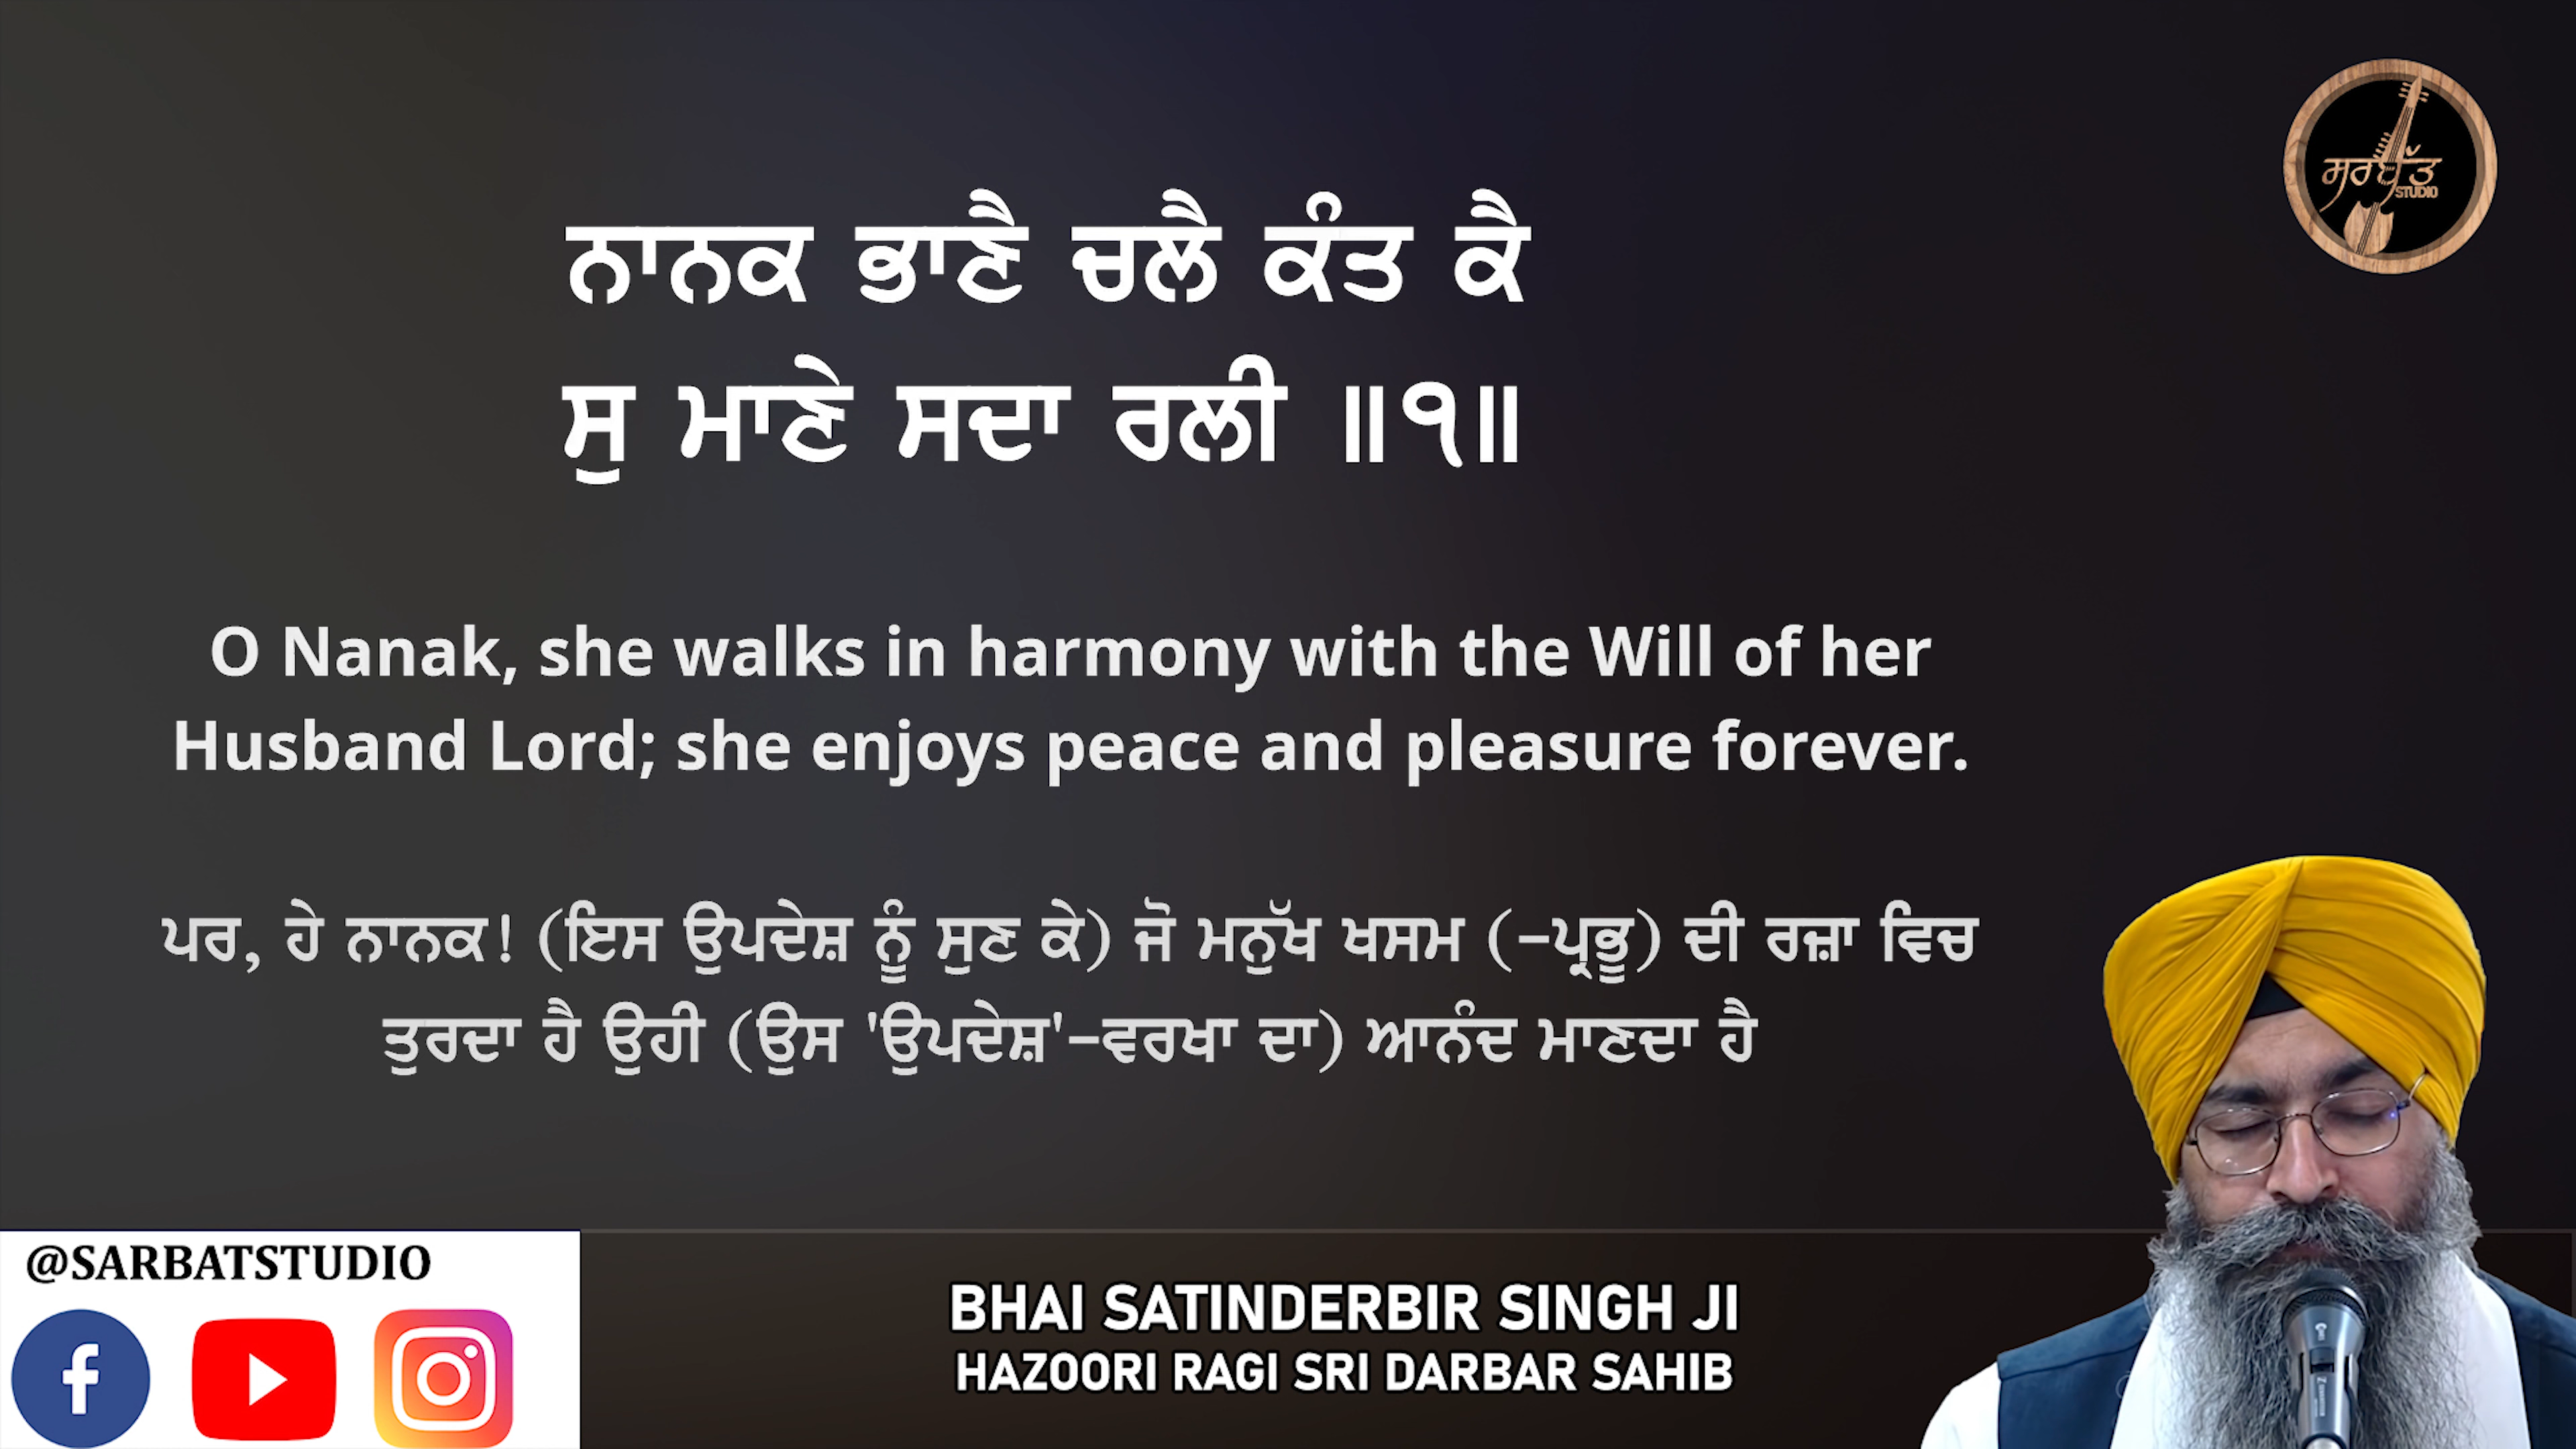 ਸਰਬੱਤ
STUDIO
ਨਾਨਕ ਭਾਣੈ ਚਲੈ ਕੰਤ ਕੈ
ਸੁ ਮਾਣੇ ਸਦਾ ਰਲੀ ॥੧॥
O Nanak, she walks in harmony with the Will of her
Husband Lord; she enjoys peace and pleasure forever.
ਪਰ, ਹੇ ਨਾਨਕ! (ਇਸ ਉਪਦੇਸ਼ ਨੂੰ ਸੁਣ ਕੇ) ਜੋ ਮਨੁੱਖ ਖਸਮ (-ਪ੍ਰਭੂ) ਦੀ ਰਜ਼ਾ ਵਿਚ
ਤੁਰਦਾ ਹੈ ਉਹੀ (ਉਸ 'ਉਪਦੇਸ਼'-ਵਰਖਾ ਦਾ) ਆਨੰਦ ਮਾਣਦਾ ਹੈ
@SARBATSTUDIO
BHAI SATINDERBIR SINGH JI
HAZOORI RAGI SRI DARBAR SAHIB